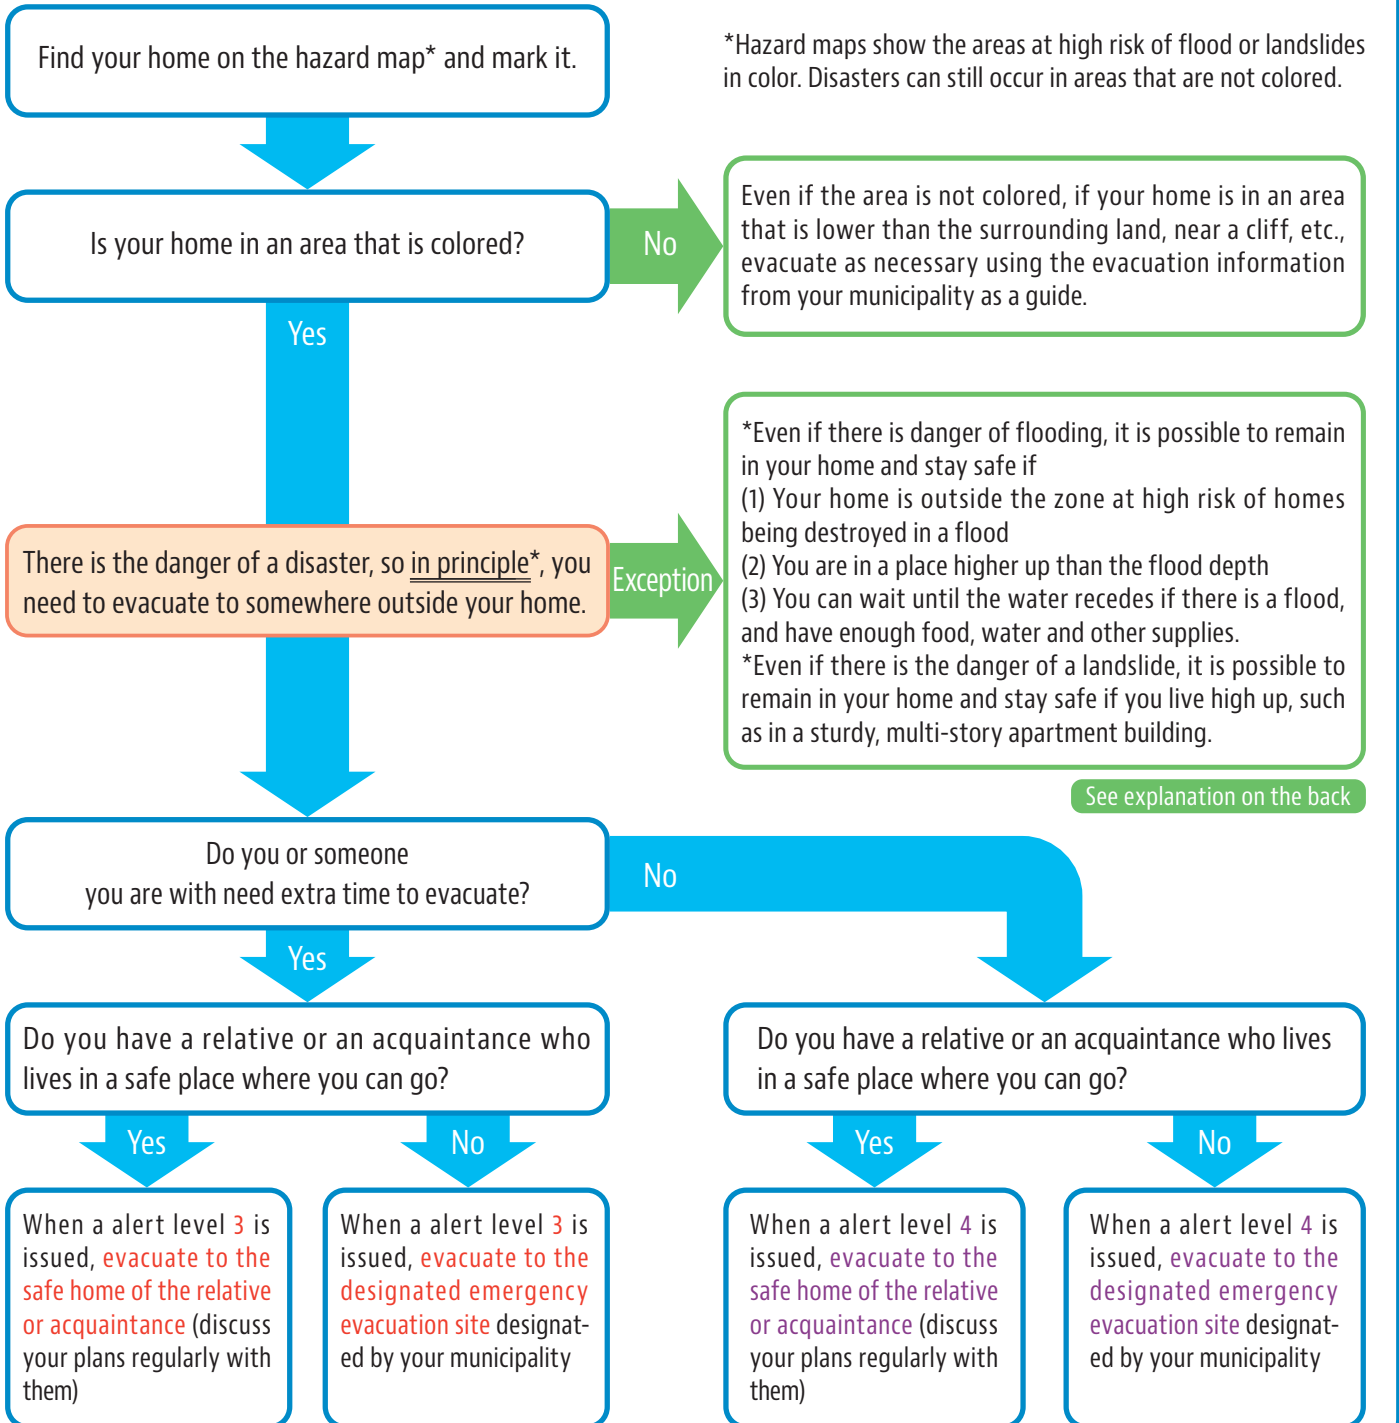 Find your home on the hazard map* and mark it.
*Hazard maps show the areas at high risk of flood or landslides
in color. Disasters can still occur in areas that are not colored.
Is your home in an area that is colored?
No
Even if the area is not colored, if your home is in an area
that is lower than the surrounding land, near a cliff, etc.,
evacuate as necessary using the evacuation information
from your municipality as a guide.
Yes
There is the danger of a disaster, so in principle*, you
need to evacuate to somewhere outside your home.
Exception
*Even if there is danger of flooding, it is possible to remain
in your home and stay safe if
(1) Your home is outside the zone at high risk of homes
being destroyed in a flood
(2) You are in a place higher up than the flood depth
(3) You can wait until the water recedes if there is a flood,
and have enough food, water and other supplies.
*Even if there is the danger of a landslide, it is possible to
remain in your home and stay safe if you live high up, such
as in a sturdy, multi-story apartment building.
See explanation on the back
Do you or someone
you are with need extra time to evacuate?
No
Yes
Do you have a relative or an acquaintance who
lives in a safe place where you can go?
Do you have a relative or an acquaintance who lives
in a safe place where you can go?
Yes
No
Yes
No
When a alert level 3 is
issued, evacuate to the
safe home of the relative
or acquaintance (discuss
your plans regularly with
them)
When a alert level 3 is
issued, evacuate to the
designated emergency
evacuation site designat-
ed by your municipality
When a alert level 4 is
issued, evacuate to the
safe home of the relative
or acquaintance (discuss
your plans regularly with
them)
When a alert level 4 is
issued, evacuate to the
designated emergency
evacuation site designat-
ed by your municipality